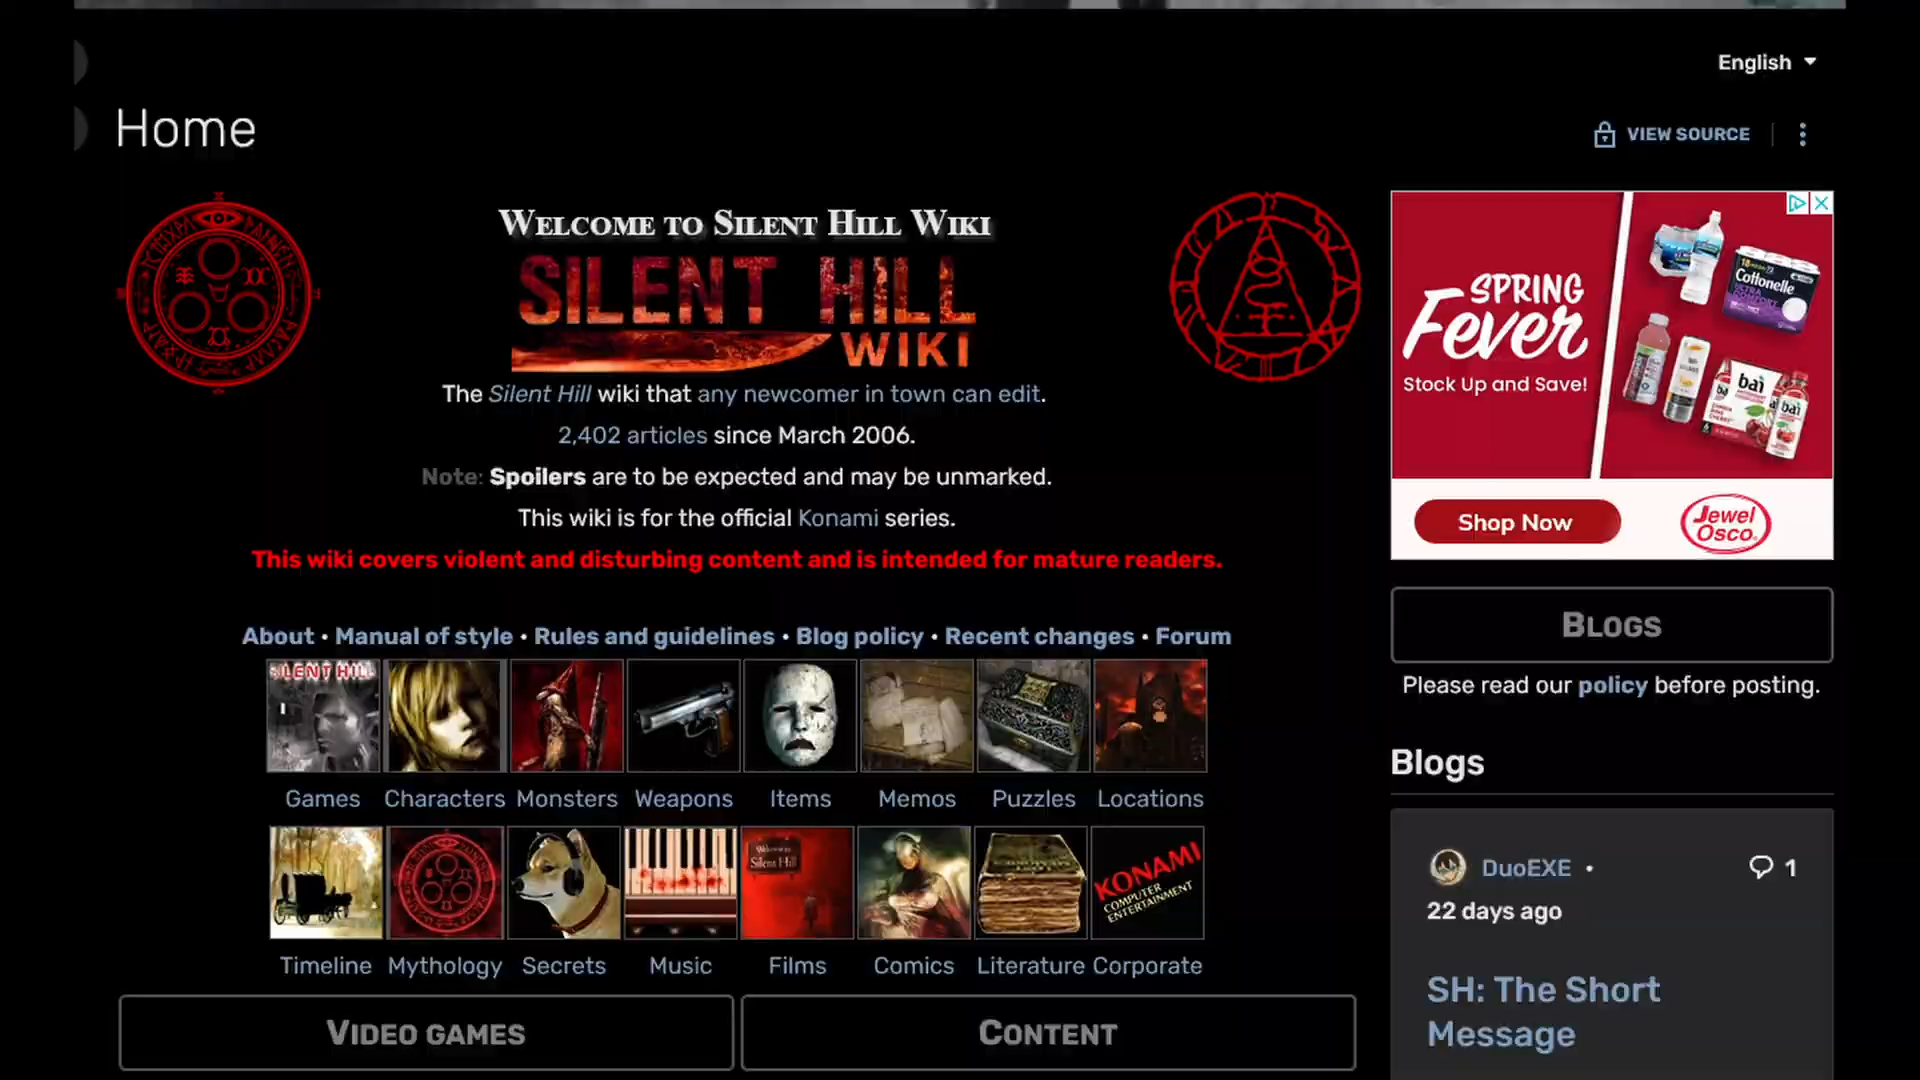 English
Home
VIEW SOURCE
WELCOME TO SILENT HILL WIKI
SILENT HILL
WIKI
The Silent Hill wiki that any newcomer in town can edit.
2,402 articles since March 2006.
Note: Spoilers are to be expected and may be unmarked.
This wiki is for the official Konami series.
This wiki covers violent and disturbing content and is intended for mature readers.
About • Manual of style • Rules and guidelines • Blog policy • Recent changes • Forum
SILENT HILL
Games Characters Monsters Weapons Items Memos Puzzles Locations
Welcome to
Silent Hill
KONAMI
COMPUTER
ENTERTAINMENT
Timeline Mythology Secrets Music Films Comics Literature Corporate
VIDEO GAMES
CONTENT
SPRING
Fever
Stock Up and Save!
Cottonelle
bai
bai
Shop Now
Jewel
Osco
BLOGS
Please read our policy before posting.
Blogs
DuoEXE •
1
22 days ago
SH: The Short
Message